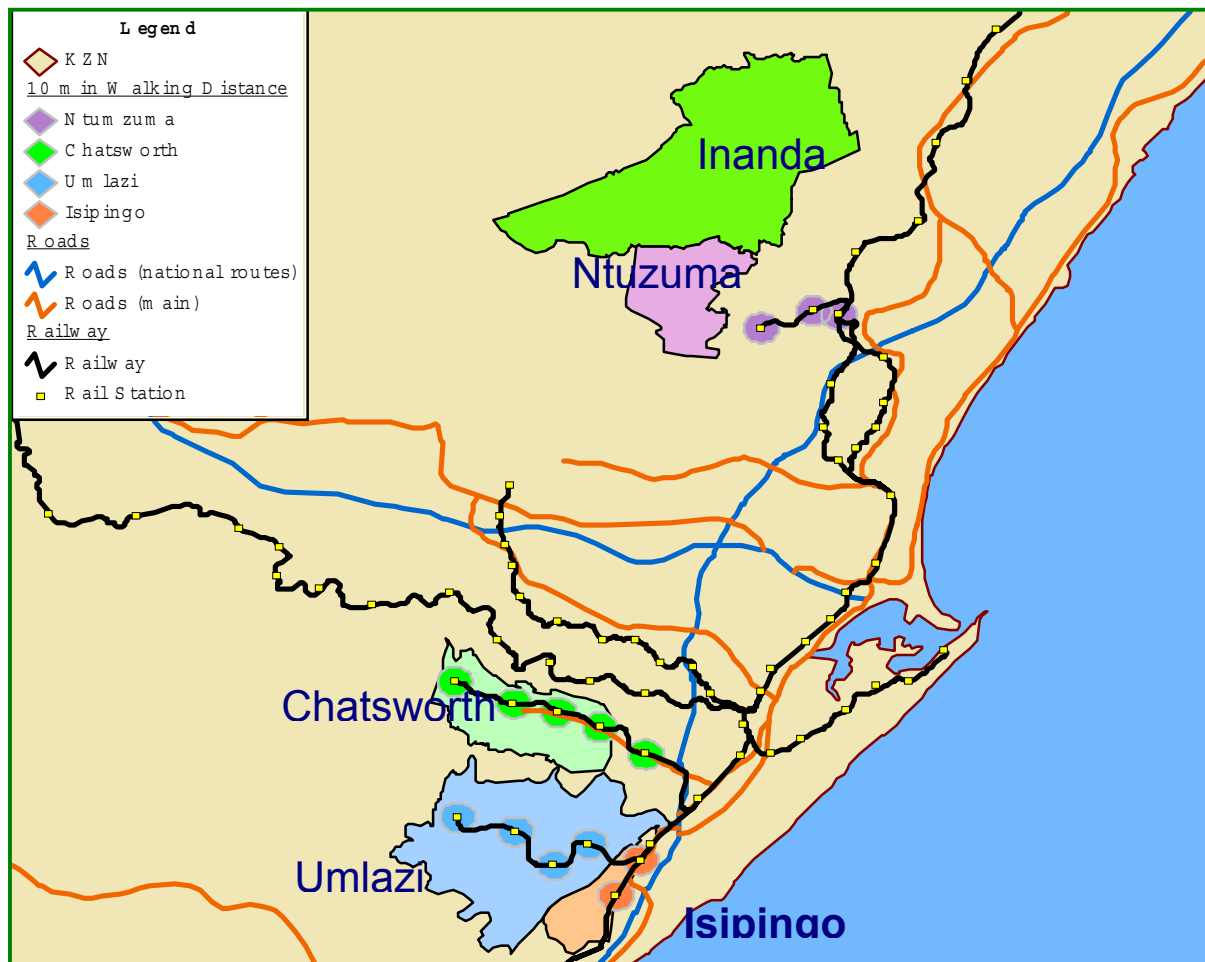 Legend
KZN
10 min Walking Distance
Ntumzuma
Chatsworth
Umlazi
Isipingo
Roads
Roads (national routes)
Roads (main)
Railway
Railway
Rail Station
Inanda
Ntuzuma
Chatsworth
Umlazi
Isipingo